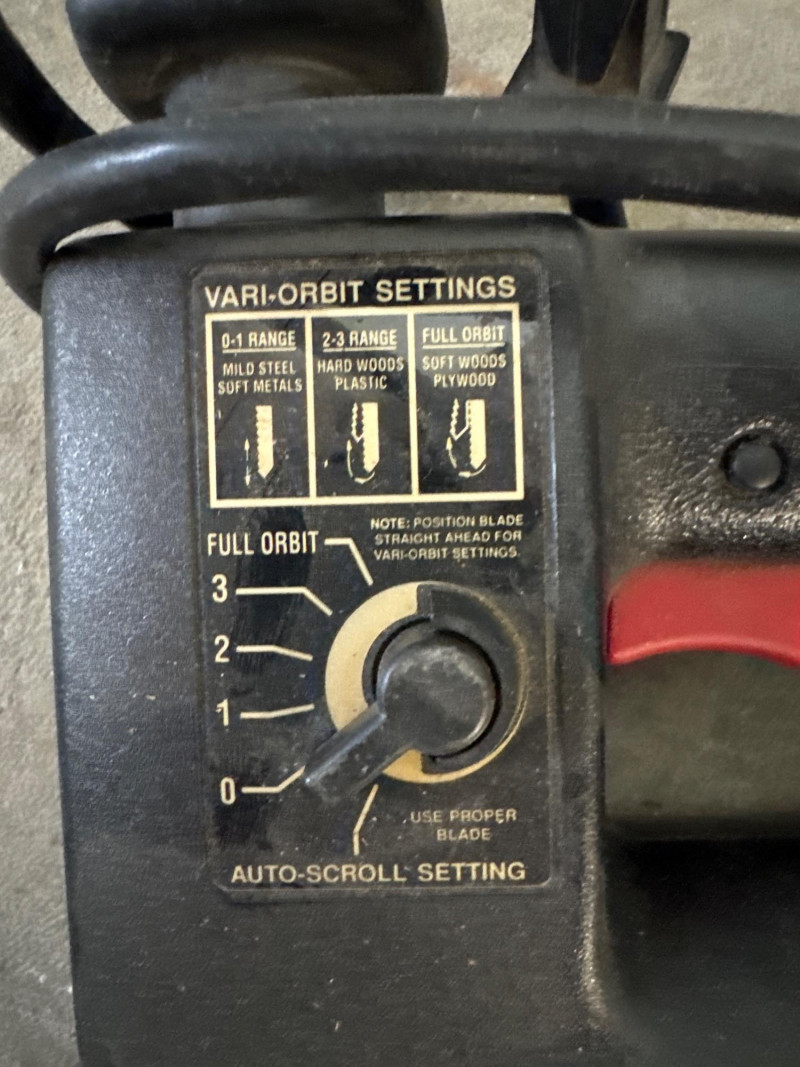 VARI-ORBIT SETTINGS
0-1 RANGE
MILD STEEL
SOFT METALS
2-3 RANGE
HARD WOODS
PLASTIC
FULL ORBIT
SOFT WOODS
PLYWOOD
NOTE: POSITION BLADE
STRAIGHT AHEAD FOR
VARI-ORBIT SETTINGS.
FULL ORBIT
3
2
1
0
USE PROPER
BLADE
AUTO-SCROLL SETTING